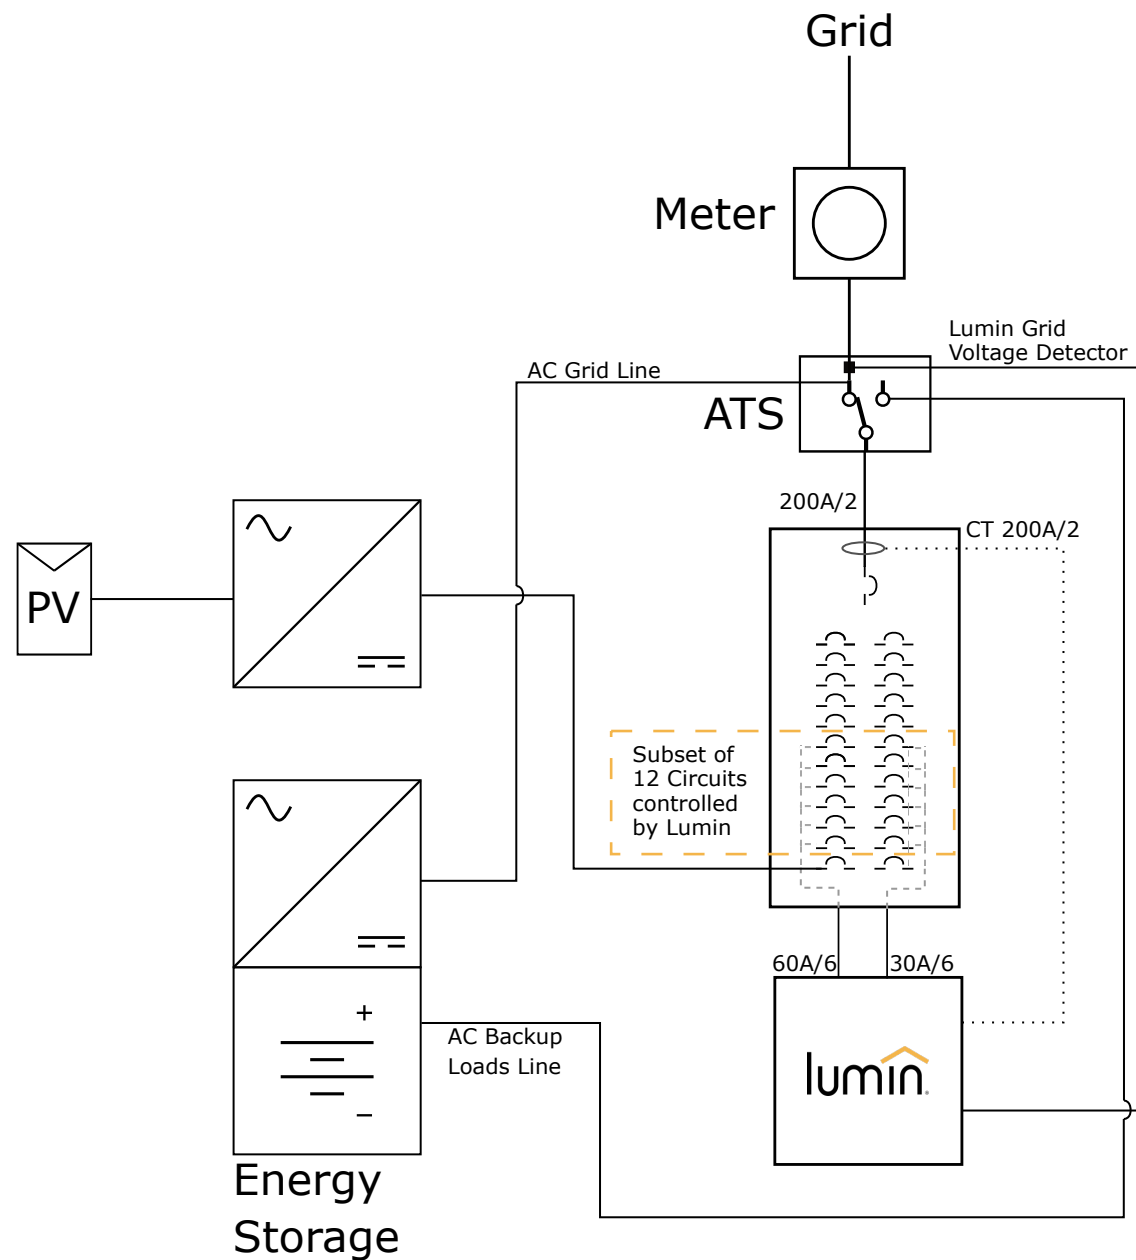 Grid
Meter
Lumin Grid
Voltage Detector
AC Grid Line
ATS
200A/2
CT 200A/2
PV
Subset of
12 Circuits
controlled
by Lumin
60A/6
30A/6
+
AC Backup
Loads Line
−
lumin
Energy
Storage